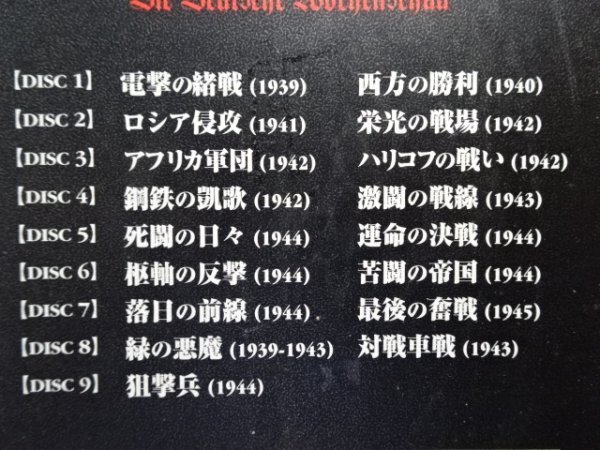 Die Deutsche Wochenschau
【DISC 1】 電撃の緒戦 (1939) 西方の勝利 (1940)
【DISC 2】 ロシア侵攻 (1941) 栄光の戦場 (1942)
【DISC 3】 アフリカ軍団 (1942) ハリコフの戦い (1942)
【DISC 4】 鋼鉄の凱歌 (1942) 激闘の戦線 (1943)
【DISC 5】 死闘の日々 (1944) 運命の決戦 (1944)
【DISC 6】 枢軸の反撃 (1944) 苦闘の帝国 (1944)
【DISC 7】 落日の前線 (1944) 最後の奮戦 (1945)
【DISC 8】 緑の悪魔 (1939-1943) 対戦車戦 (1943)
【DISC 9】 狙撃兵 (1944)